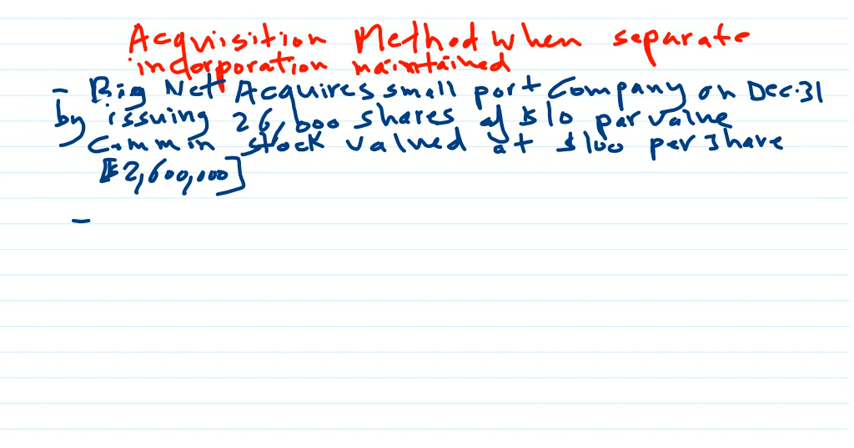 Acquisition Method when separate
incorporation maintained
- Big Net Acquires small port Company on Dec.31
by issuing 26,000 shares of $10 par value
Common stock valued at $100 per share
[$2,600,000]
-